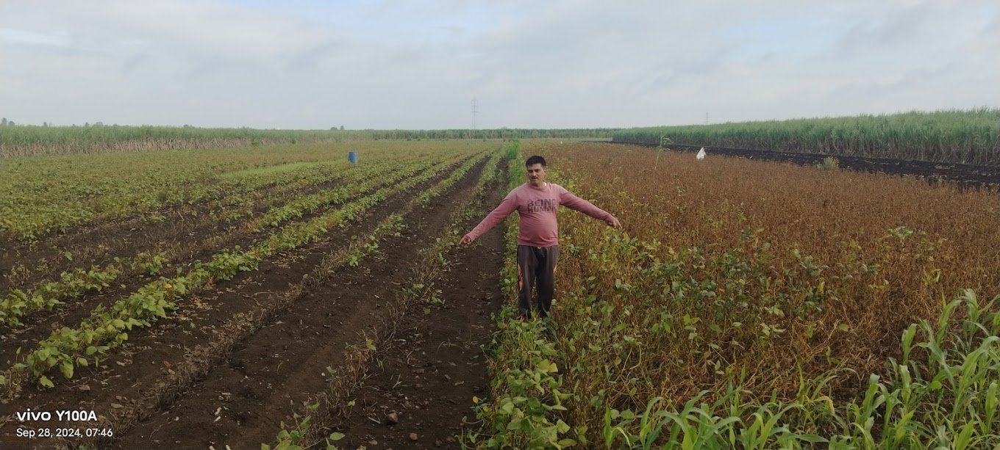 BEING
HUMAN
vivo Y100A
Sep 28, 2024, 07:46